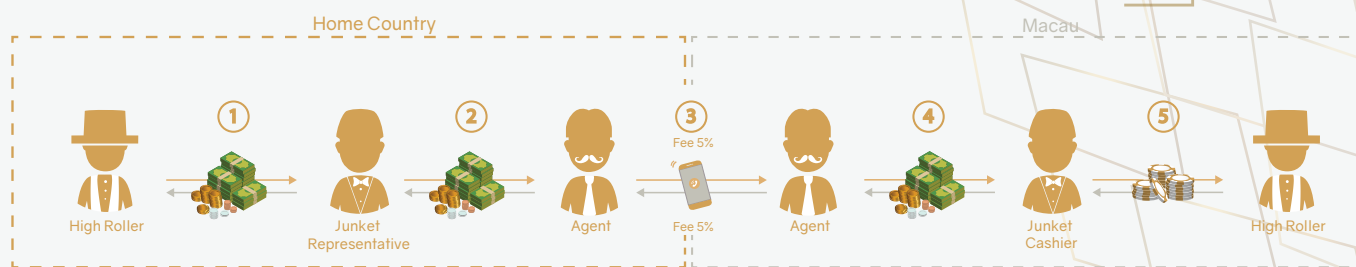 Home Country
Macau
1
2
3
4
5
Fee 5%
High Roller
Junket
Representative
Agent
Fee 5%
Agent
Junket
Cashier
High Roller